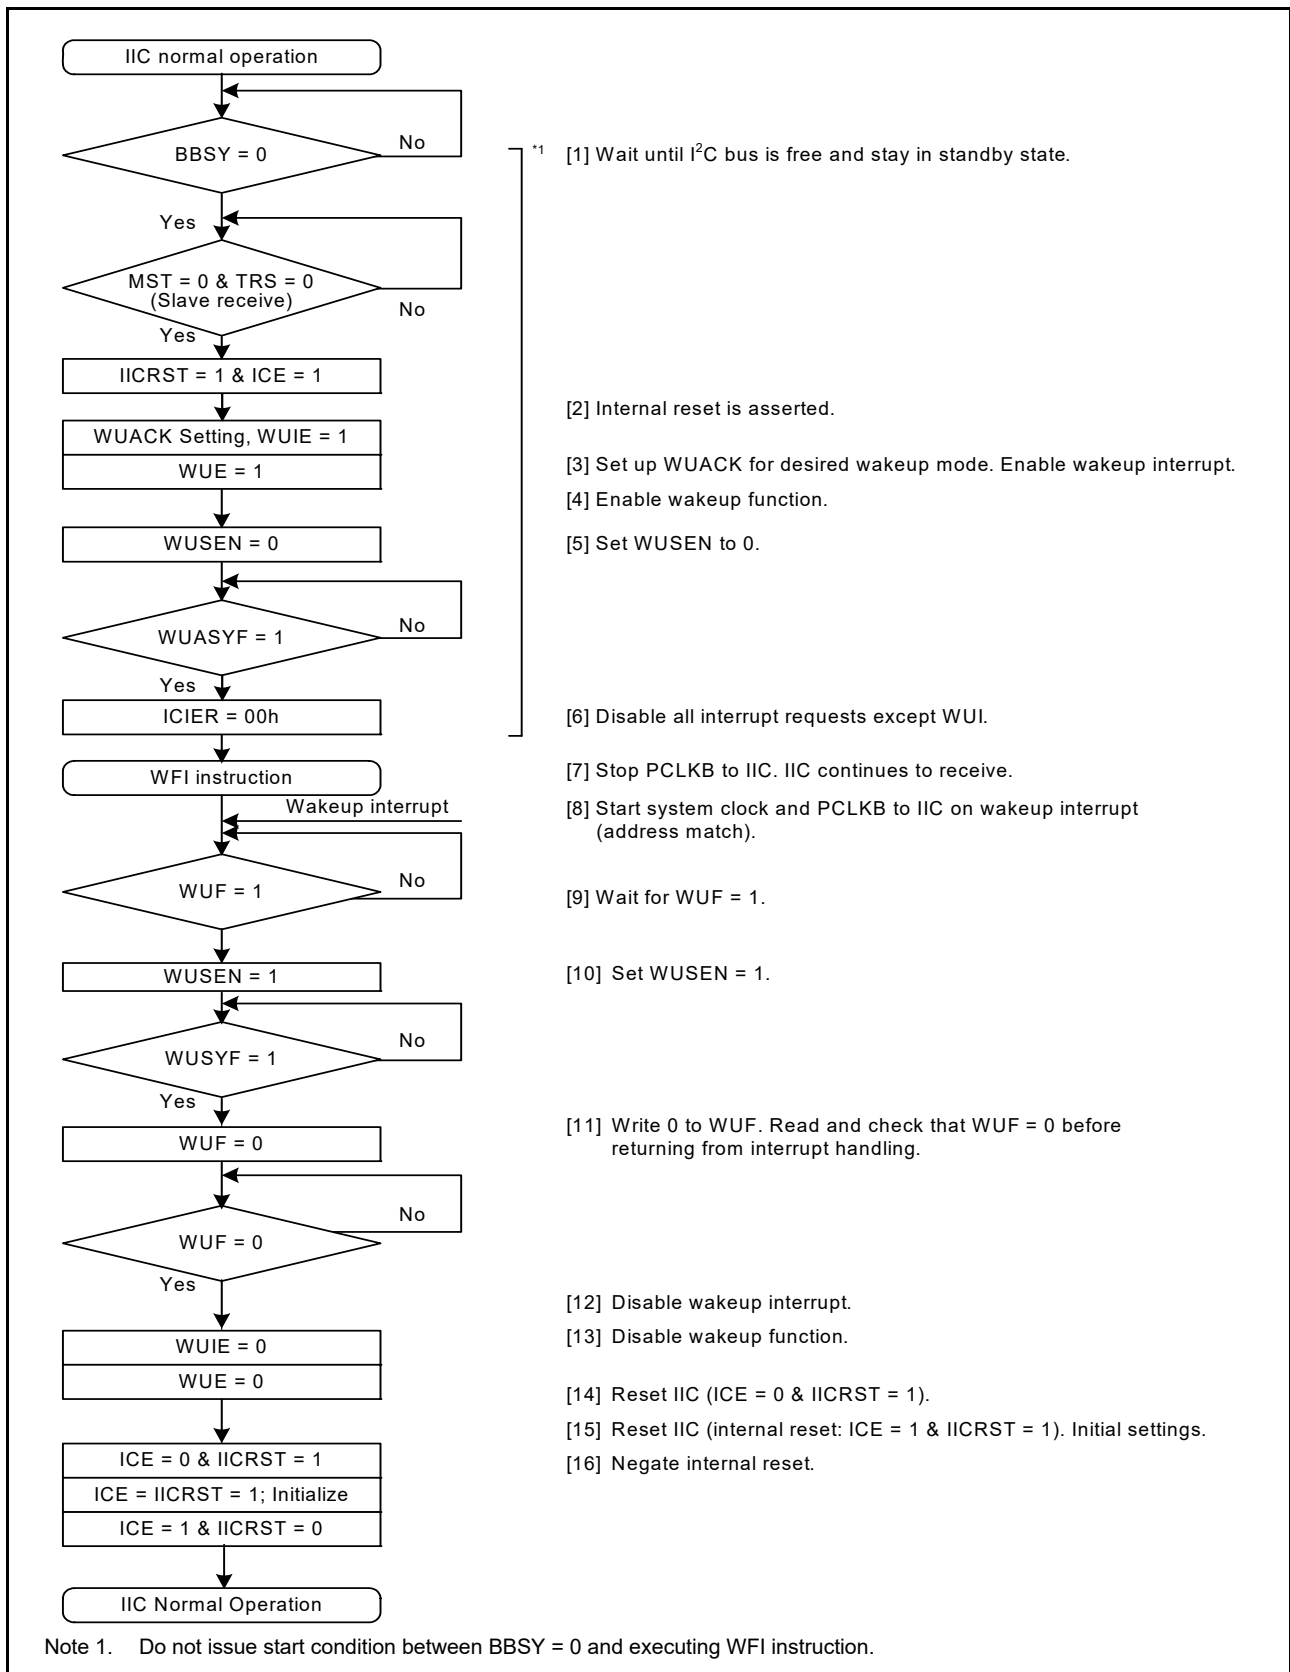 IIC normal operation
BBSY = 0
No
*1
[1] Wait until I²C bus is free and stay in standby state.
Yes
MST = 0 & TRS = 0
(Slave receive)
No
Yes
IICRST = 1 & ICE = 1
[2] Internal reset is asserted.
WUACK Setting, WUIE = 1
[3] Set up WUACK for desired wakeup mode. Enable wakeup interrupt.
WUE = 1
[4] Enable wakeup function.
WUSEN = 0
[5] Set WUSEN to 0.
WUASYF = 1
No
Yes
ICIER = 00h
[6] Disable all interrupt requests except WUI.
WFI instruction
[7] Stop PCLKB to IIC. IIC continues to receive.
Wakeup interrupt
[8] Start system clock and PCLKB to IIC on wakeup interrupt
(address match).
WUF = 1
No
[9] Wait for WUF = 1.
WUSEN = 1
[10] Set WUSEN = 1.
WUSYF = 1
No
Yes
WUF = 0
[11] Write 0 to WUF. Read and check that WUF = 0 before
returning from interrupt handling.
No
WUF = 0
Yes
[12] Disable wakeup interrupt.
[13] Disable wakeup function.
WUIE = 0
WUE = 0
[14] Reset IIC (ICE = 0 & IICRST = 1).
[15] Reset IIC (internal reset: ICE = 1 & IICRST = 1). Initial settings.
[16] Negate internal reset.
ICE = 0 & IICRST = 1
ICE = IICRST = 1; Initialize
ICE = 1 & IICRST = 0
IIC Normal Operation
Note 1. Do not issue start condition between BBSY = 0 and executing WFI instruction.